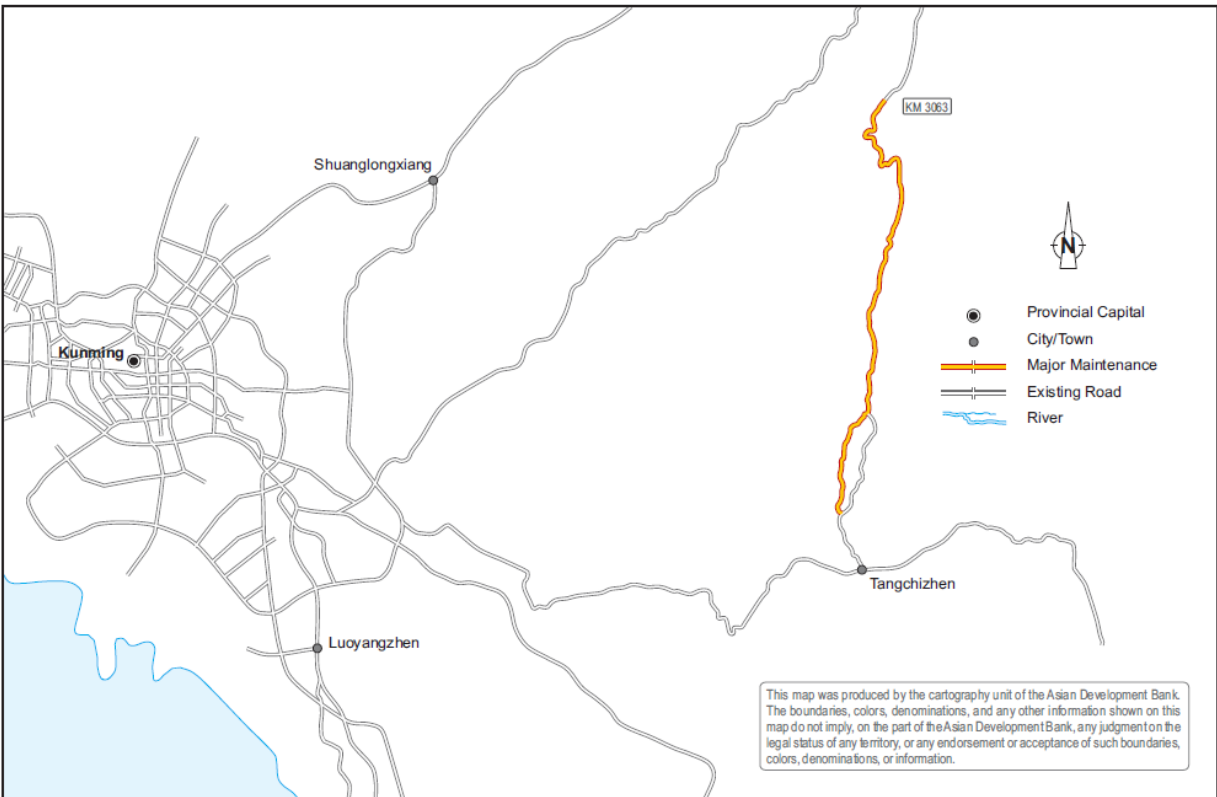 KM 3063
Shuanglongxiang
N
Provincial Capital
City/Town
Kunming
Major Maintenance
Existing Road
River
Tangchizhen
Luoyangzhen
This map was produced by the cartography unit of the Asian Development Bank.
The boundaries, colors, denominations, and any other information shown on this
map do not imply, on the part of the Asian Development Bank, any judgment on the
legal status of any territory, or any endorsement or acceptance of such boundaries,
colors, denominations, or information.